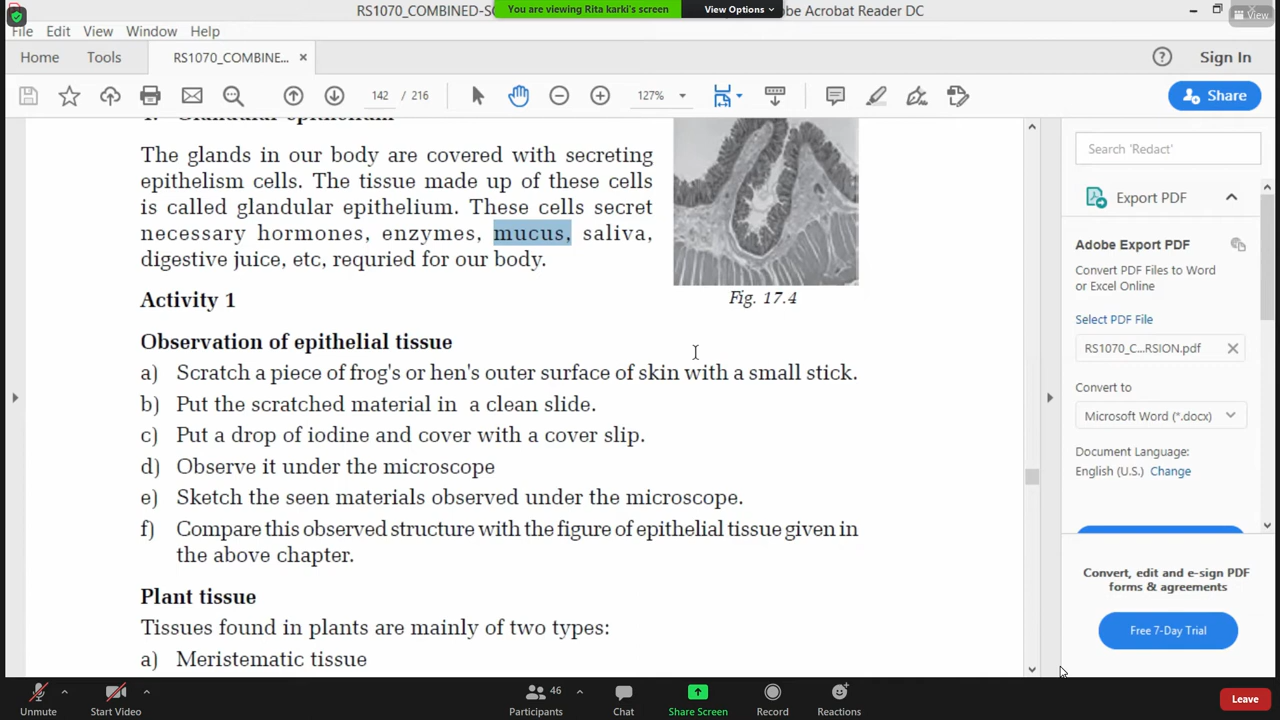 RS1070_COMBINED-S
You are viewing Rita karki's screen
View Options
obe Acrobat Reader DC
View
File Edit View Window Help
Home Tools RS1070_COMBINE... × Sign In
142 / 216 127% Share
4. Glandular epithelium
The glands in our body are covered with secreting
epithelism cells. The tissue made up of these cells
is called glandular epithelium. These cells secret
necessary hormones, enzymes, mucus, saliva,
digestive juice, etc, requried for our body.
Fig. 17.4
Activity 1
Observation of epithelial tissue
a) Scratch a piece of frog's or hen's outer surface of skin with a small stick.
b) Put the scratched material in a clean slide.
c) Put a drop of iodine and cover with a cover slip.
d) Observe it under the microscope
e) Sketch the seen materials observed under the microscope.
f) Compare this observed structure with the figure of epithelial tissue given in
the above chapter.
Plant tissue
Tissues found in plants are mainly of two types:
a) Meristematic tissue
Search 'Redact'
Export PDF
Adobe Export PDF
Convert PDF Files to Word
or Excel Online
Select PDF File
RS1070_C...RSION.pdf
Convert to
Microsoft Word (*.docx)
Document Language:
English (U.S.) Change
Convert, edit and e-sign PDF
forms & agreements
Free 7-Day Trial
Unmute
Start Video
46
Participants
Chat
Share Screen
Record
Reactions
Leave